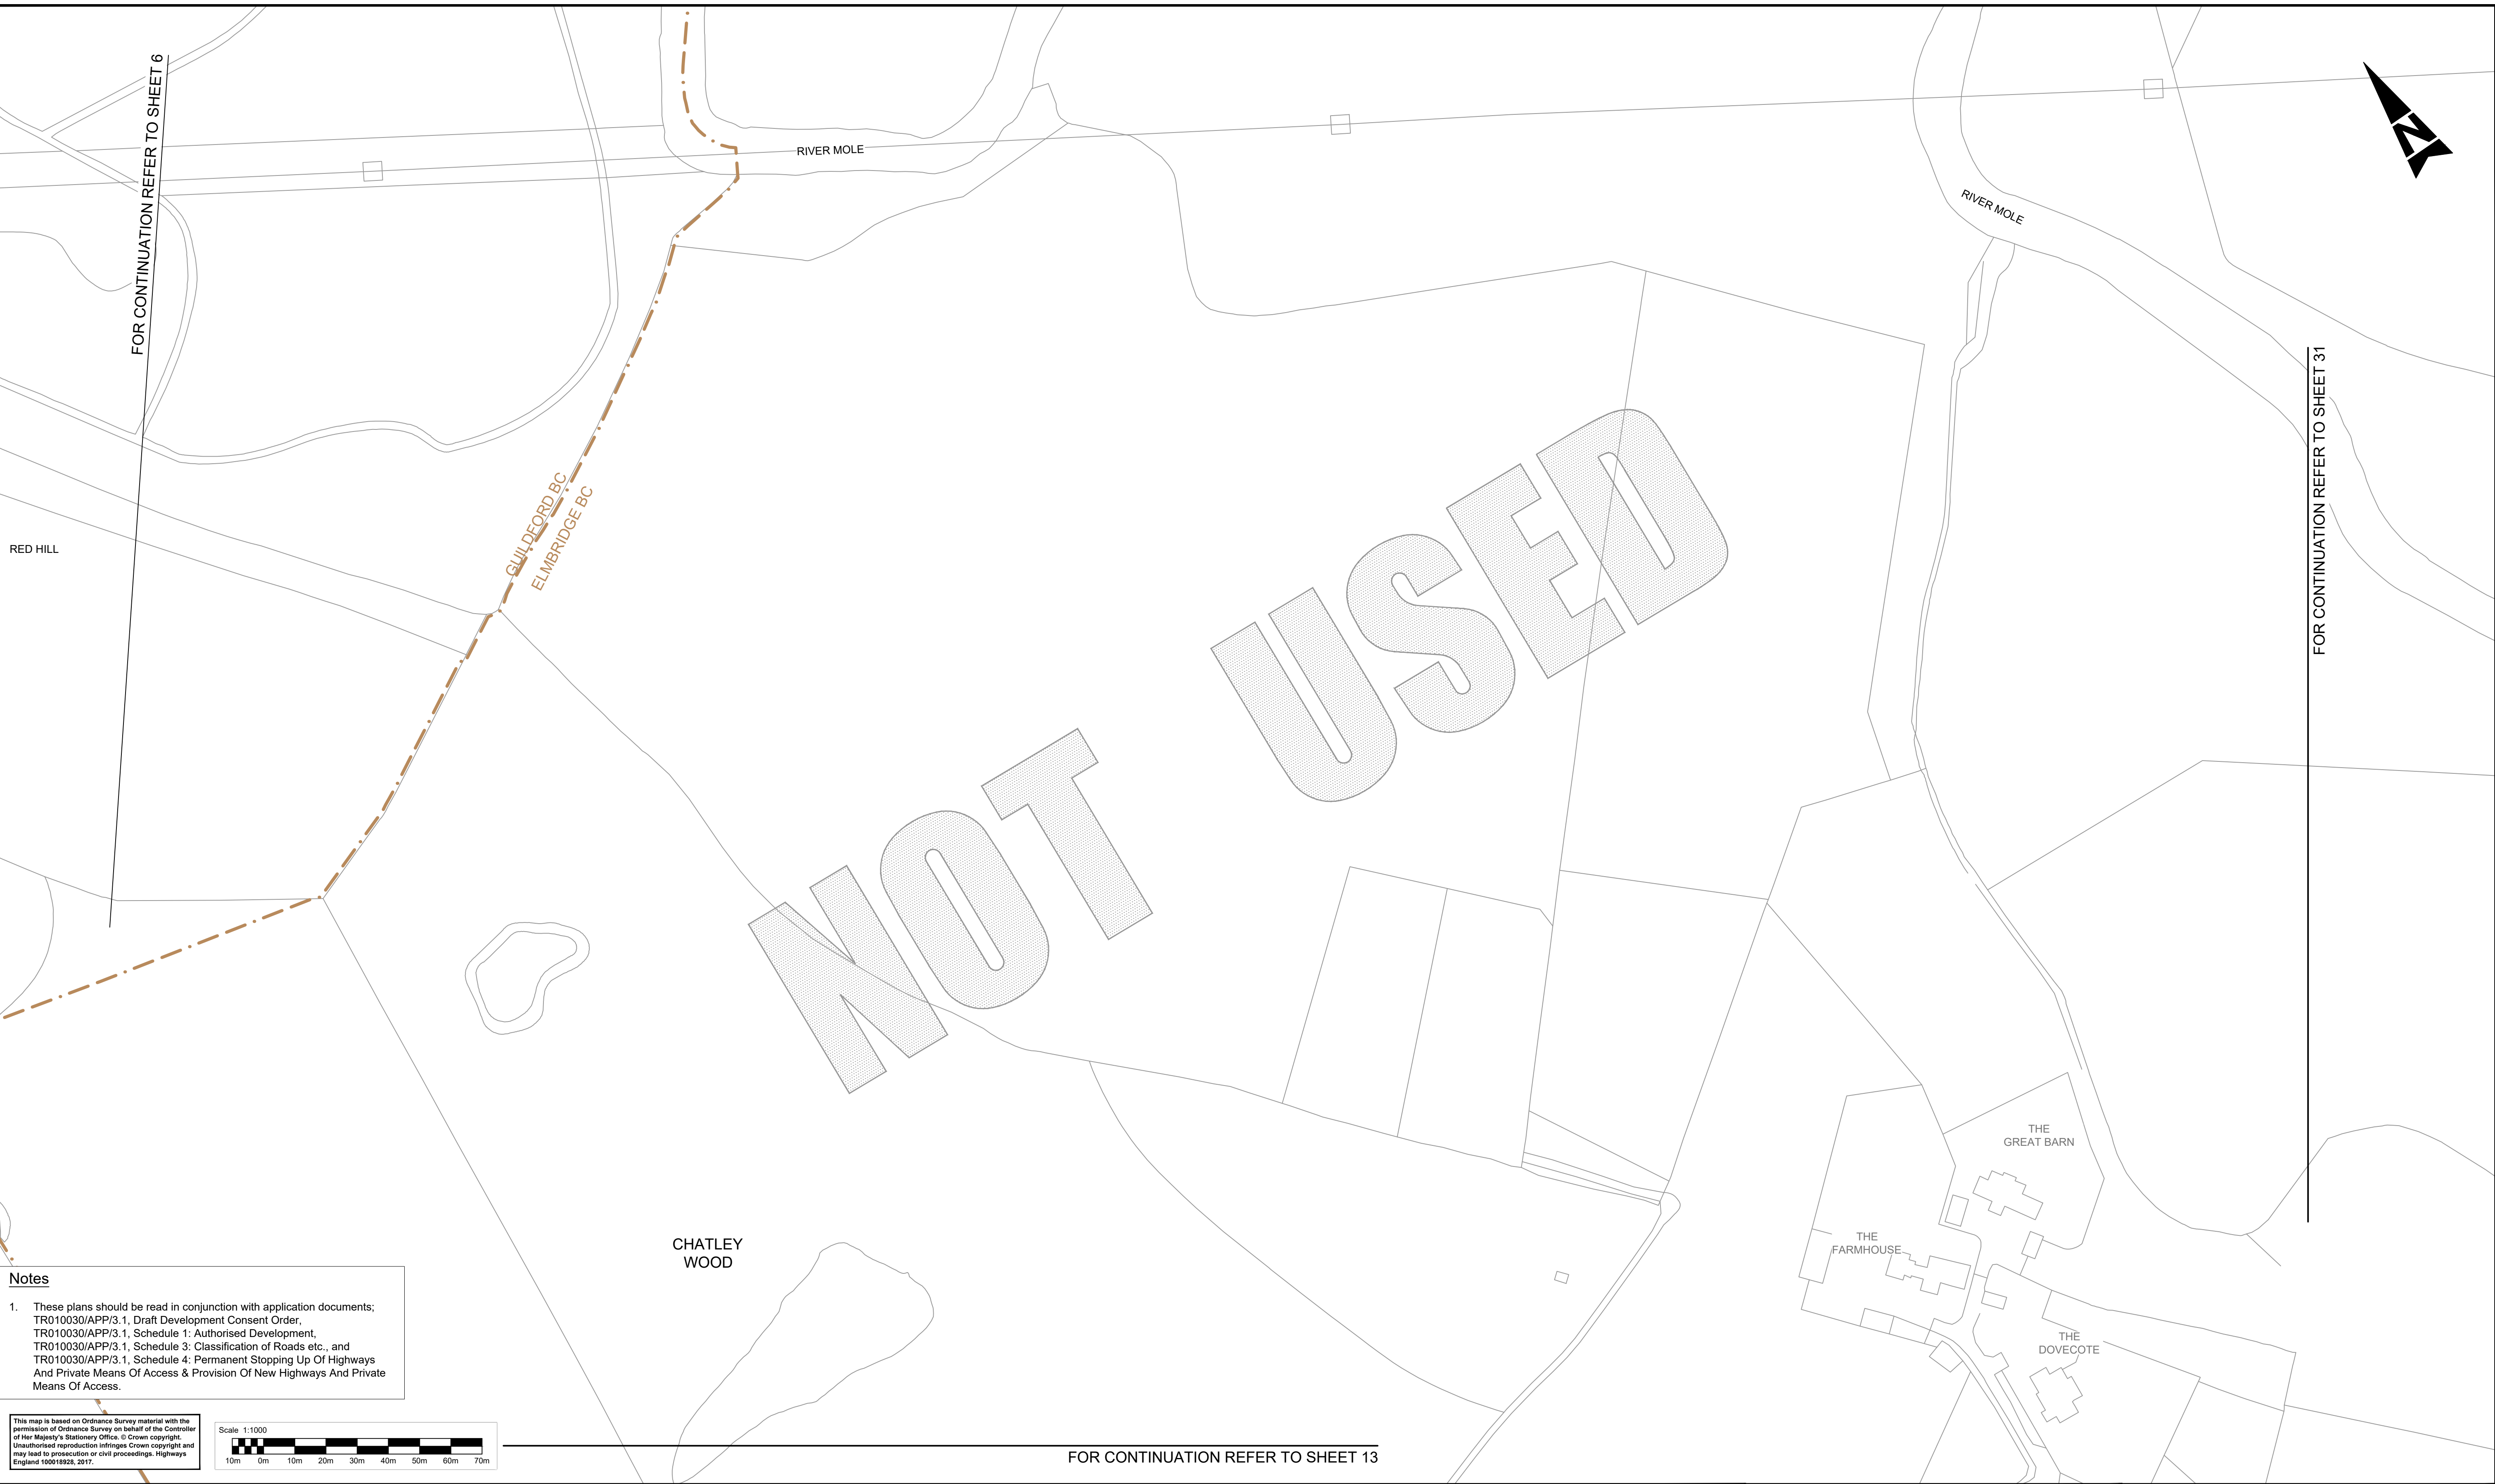 FOR CONTINUATION REFER TO SHEET 6
RIVER MOLE
N
RIVER MOLE
FOR CONTINUATION REFER TO SHEET 31
GUILDFORD BC
ELMBRIDGE BC
RED HILL
NOT USED
THE
GREAT BARN
THE
FARMHOUSE
CHATLEY
WOOD
THE
DOVECOTE
Notes
1. These plans should be read in conjunction with application documents;
TR010030/APP/3.1, Draft Development Consent Order,
TR010030/APP/3.1, Schedule 1: Authorised Development,
TR010030/APP/3.1, Schedule 3: Classification of Roads etc., and
TR010030/APP/3.1, Schedule 4: Permanent Stopping Up Of Highways
And Private Means Of Access & Provision Of New Highways And Private
Means Of Access.
This map is based on Ordnance Survey material with the
permission of Ordnance Survey on behalf of the Controller
of Her Majesty's Stationery Office. © Crown copyright.
Unauthorised reproduction infringes Crown copyright and
may lead to prosecution or civil proceedings. Highways
England 100018928, 2017.
Scale 1:1000
10m 0m 10m 20m 30m 40m 50m 60m 70m
FOR CONTINUATION REFER TO SHEET 13